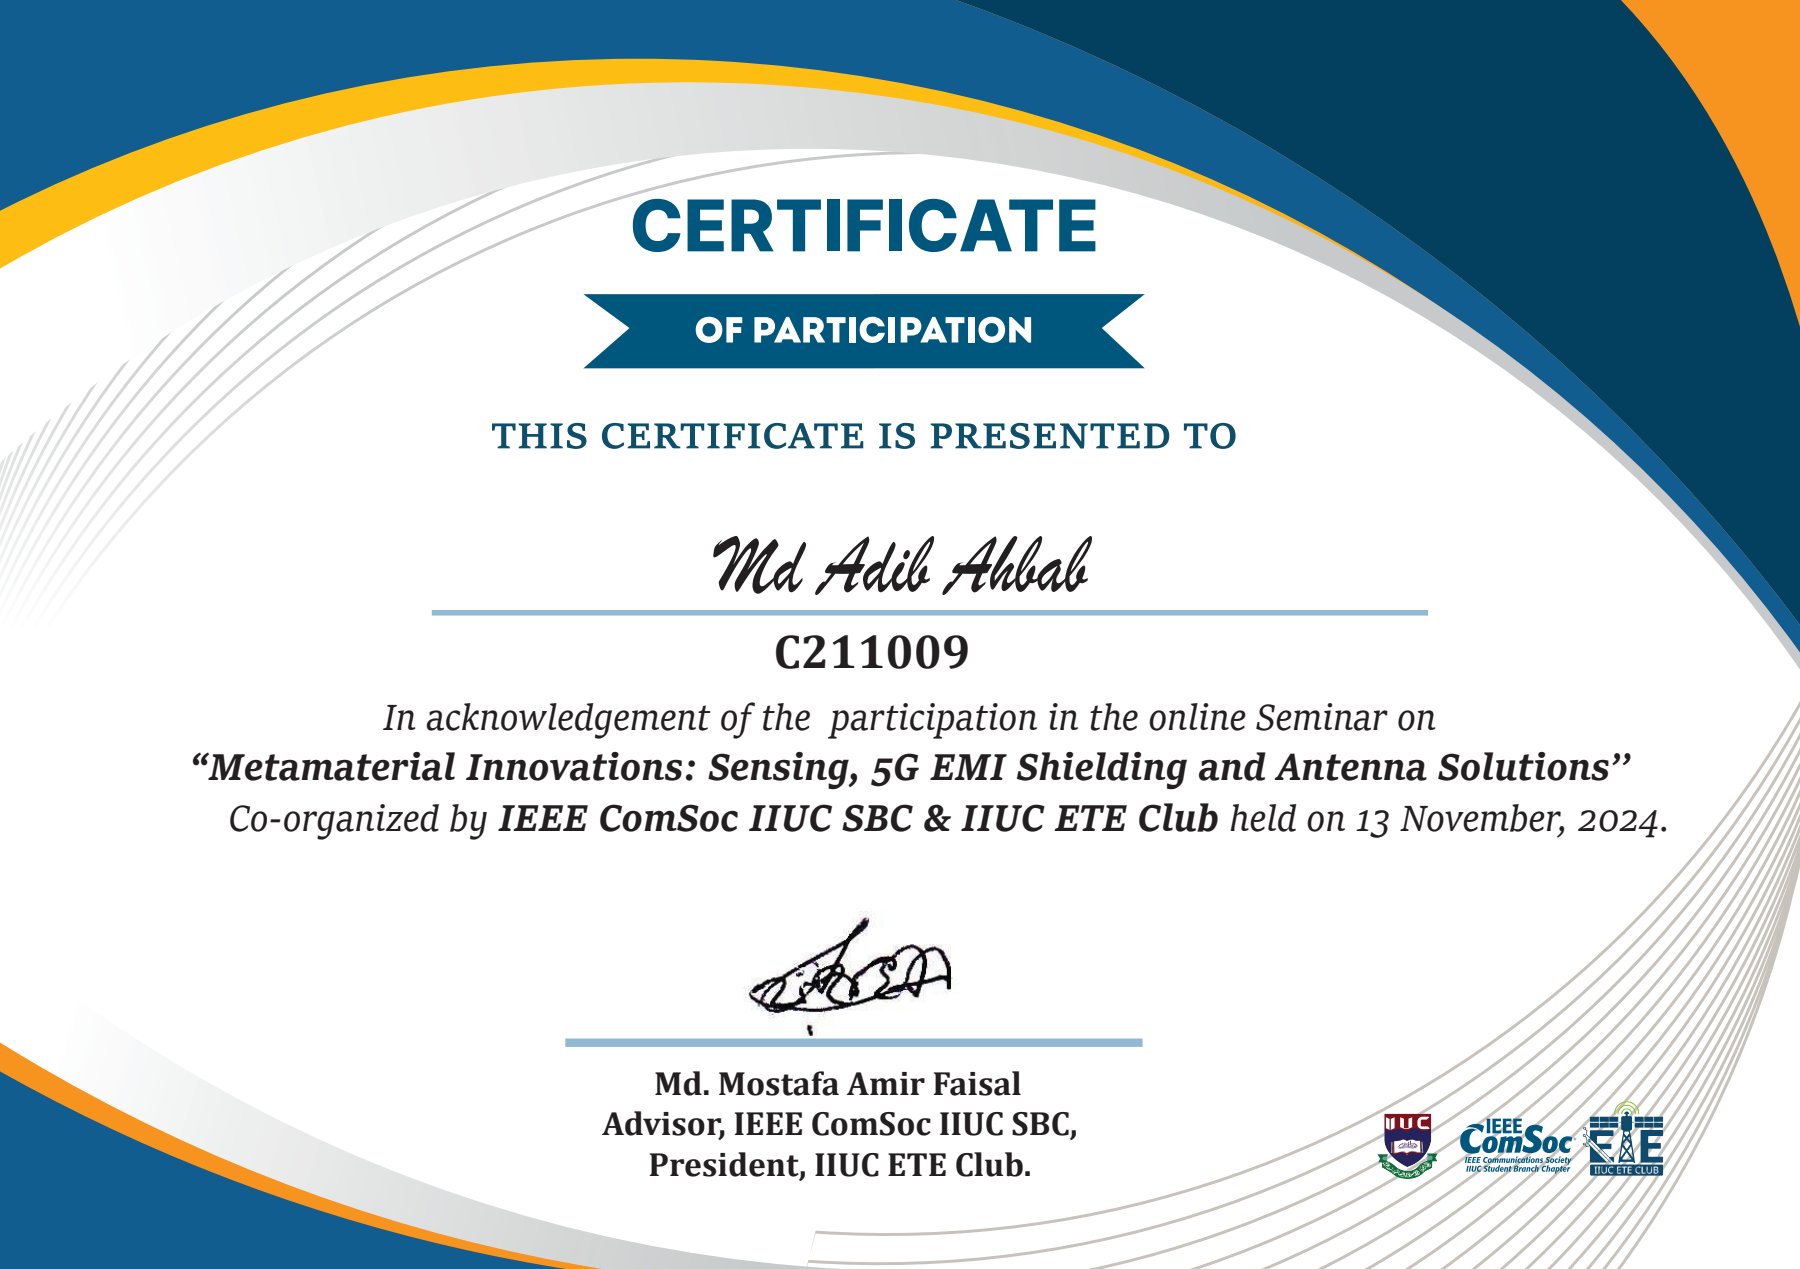 CERTIFICATE
OF PARTICIPATION
THIS CERTIFICATE IS PRESENTED TO
Md Adib Ahbab
C211009
In acknowledgement of the participation in the online Seminar on
“Metamaterial Innovations: Sensing, 5G EMI Shielding and Antenna Solutions’’
Co-organized by IEEE ComSoc IIUC SBC & IIUC ETE Club held on 13 November, 2024.
Md. Mostafa Amir Faisal
Advisor, IEEE ComSoc IIUC SBC,
President, IIUC ETE Club.
IIUC
IEEE
ComSoc
IEEE Communications Society
IIUC Student Branch Chapter
ETE
IIUC ETE CLUB